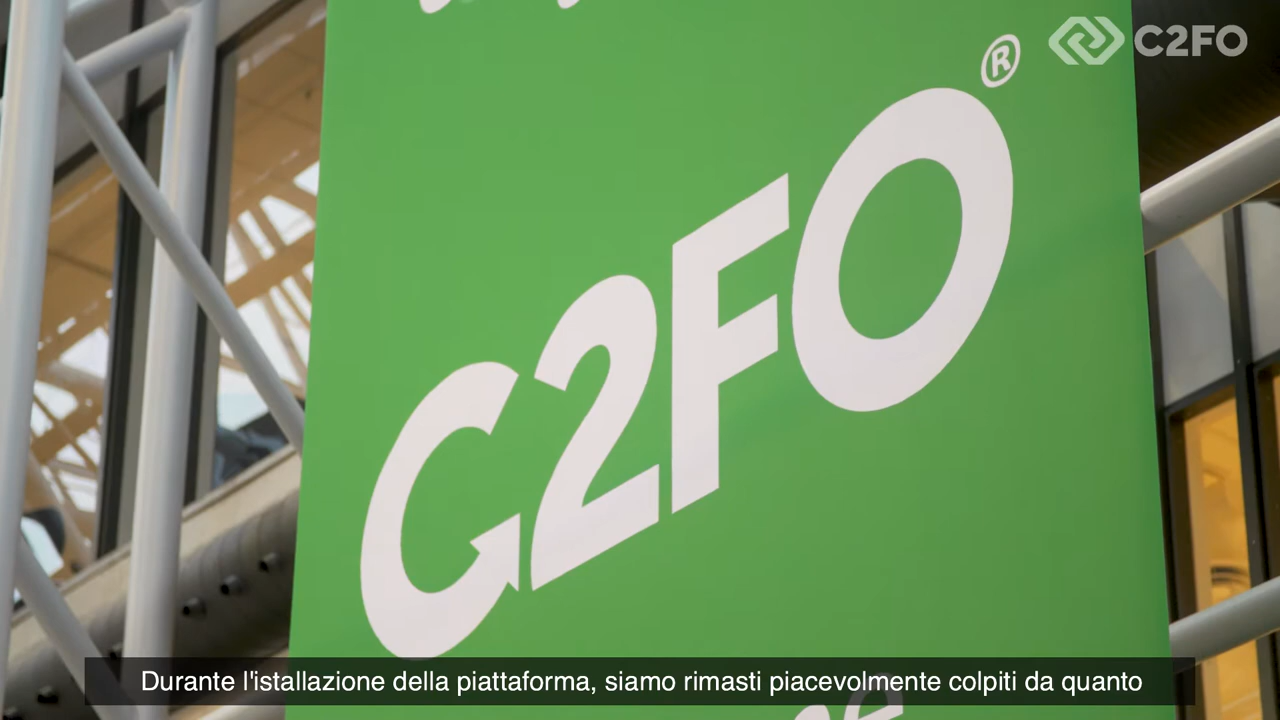 C2FO
®
C2FO
Durante l'istallazione della piattaforma, siamo rimasti piacevolmente colpiti da quanto